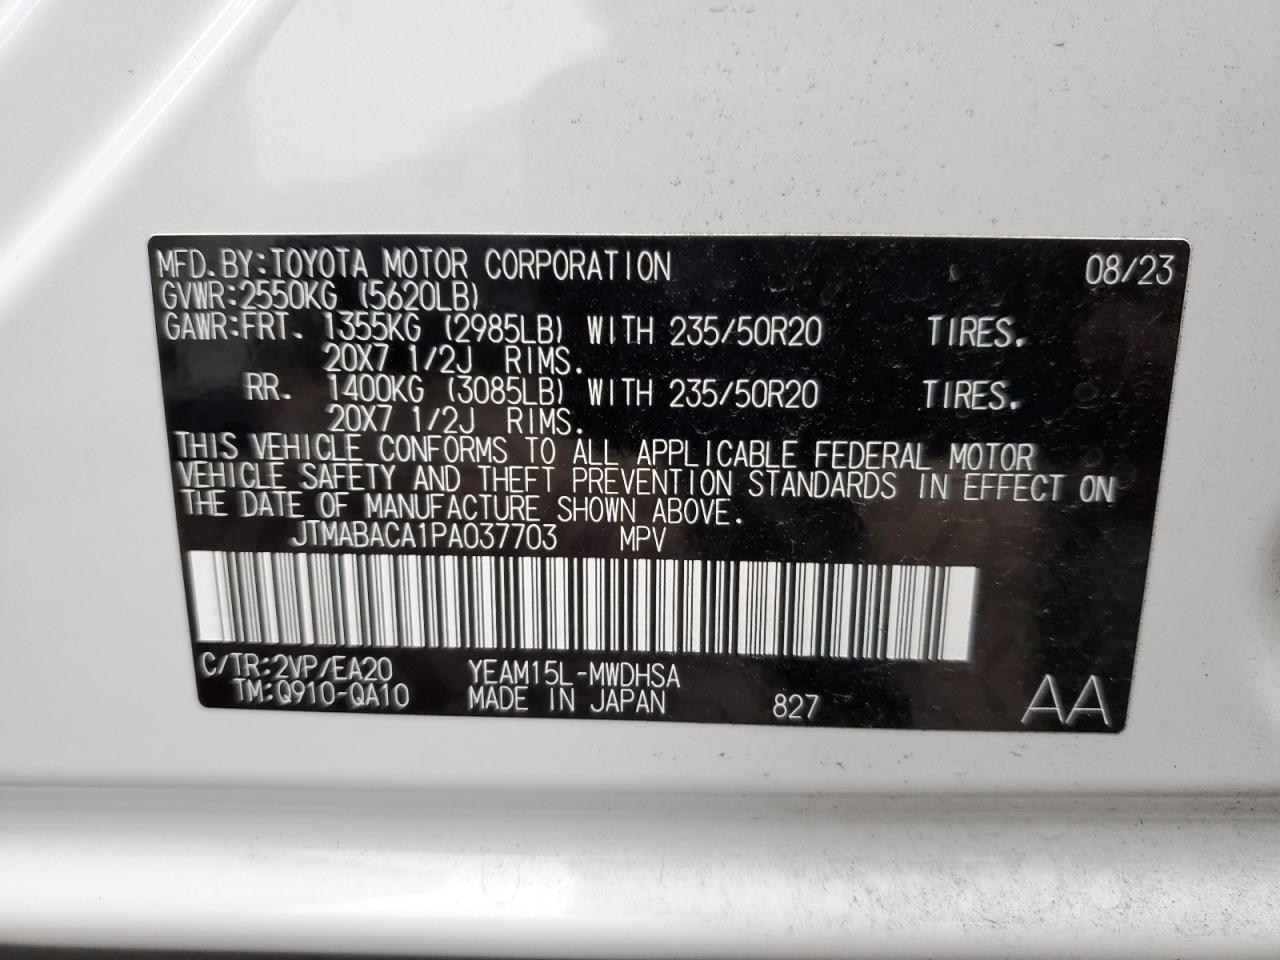 MFD.BY:TOYOTA MOTOR CORPORATION 08/23
GVWR:2550KG (5620LB)
GAWR:FRT. 1355KG (2985LB) WITH 235/50R20 TIRES.
20X7 1/2J RIMS.
RR. 1400KG (3085LB) WITH 235/50R20 TIRES.
20X7 1/2J RIMS.
THIS VEHICLE CONFORMS TO ALL APPLICABLE FEDERAL MOTOR
VEHICLE SAFETY AND THEFT PREVENTION STANDARDS IN EFFECT ON
THE DATE OF MANUFACTURE SHOWN ABOVE.
JTMABACA1PA037703 MPV
C/TR:2VP/EA20 YEAM15L-MWDHSA
TM:Q910-QA10 MADE IN JAPAN 827 AA